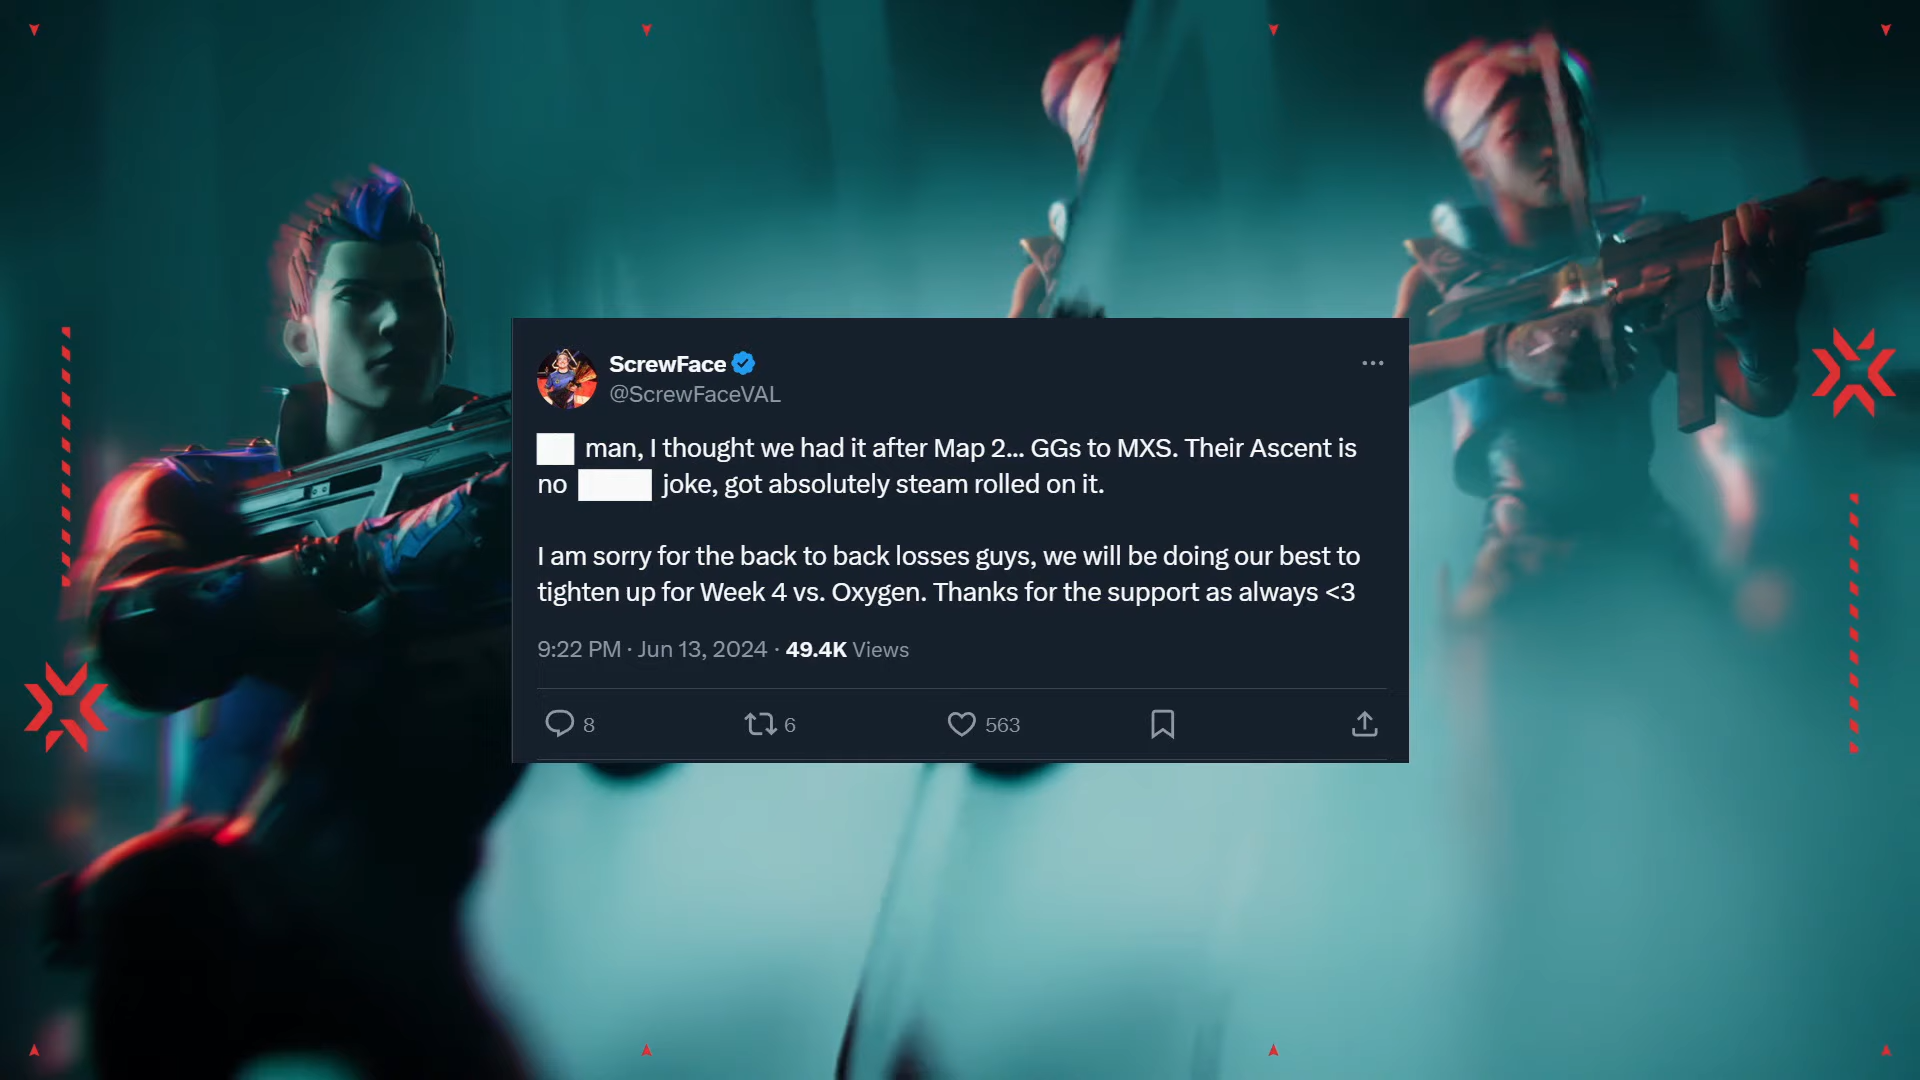 ScrewFace
@ScrewFaceVAL
man, I thought we had it after Map 2... GGs to MXS. Their Ascent is
no joke, got absolutely steam rolled on it.
I am sorry for the back to back losses guys, we will be doing our best to
tighten up for Week 4 vs. Oxygen. Thanks for the support as always <3
9:22 PM · Jun 13, 2024 · 49.4K Views
8 6 563